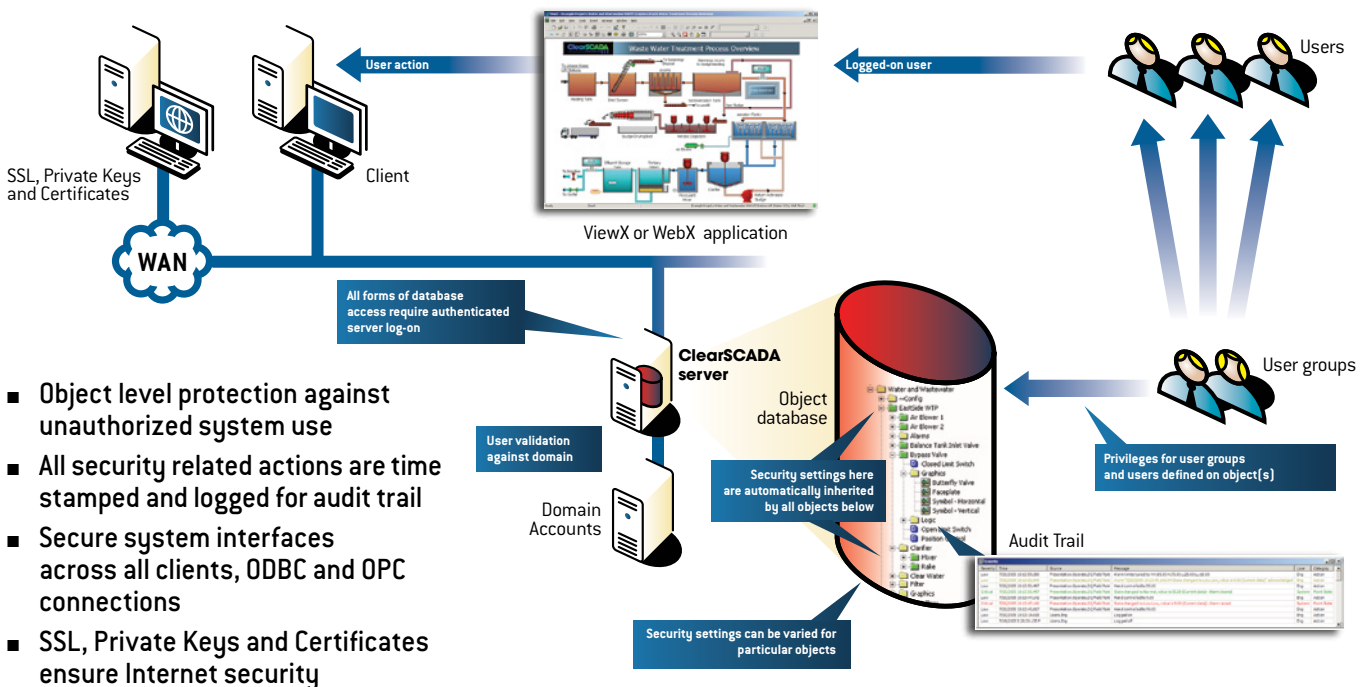 ClearSCADA
Waste Water Treatment Process Overview
User action
Logged-on user
Users
SSL, Private Keys
and Certificates
Client
ViewX or WebX application
WAN
All forms of database
access require authenticated
server log-on
ClearSCADA
server
User groups
Object
database
Water and Wastewater
~Config
EastSide WTP
Air Blower 1
Air Blower 2
Alarms
Balance Tank Inlet Valve
Bypass Valve
Closed Limit Switch
Graphics
Butterfly Valve
Faceplate
Symbol - Horizontal
Symbol - Vertical
Logic
Open Limit Switch
Position Control
Clarifier
Mixer
Rake
Clear Water
Filter
Graphics
User validation
against domain
Security settings here
are automatically inherited
by all objects below
Privileges for user groups
and users defined on object(s)
Domain
Accounts
Audit Trail
Security settings can be varied for
particular objects
■ Object level protection against
unauthorized system use
■ All security related actions are time
stamped and logged for audit trail
■ Secure system interfaces
across all clients, ODBC and OPC
connections
■ SSL, Private Keys and Certificates
ensure Internet security